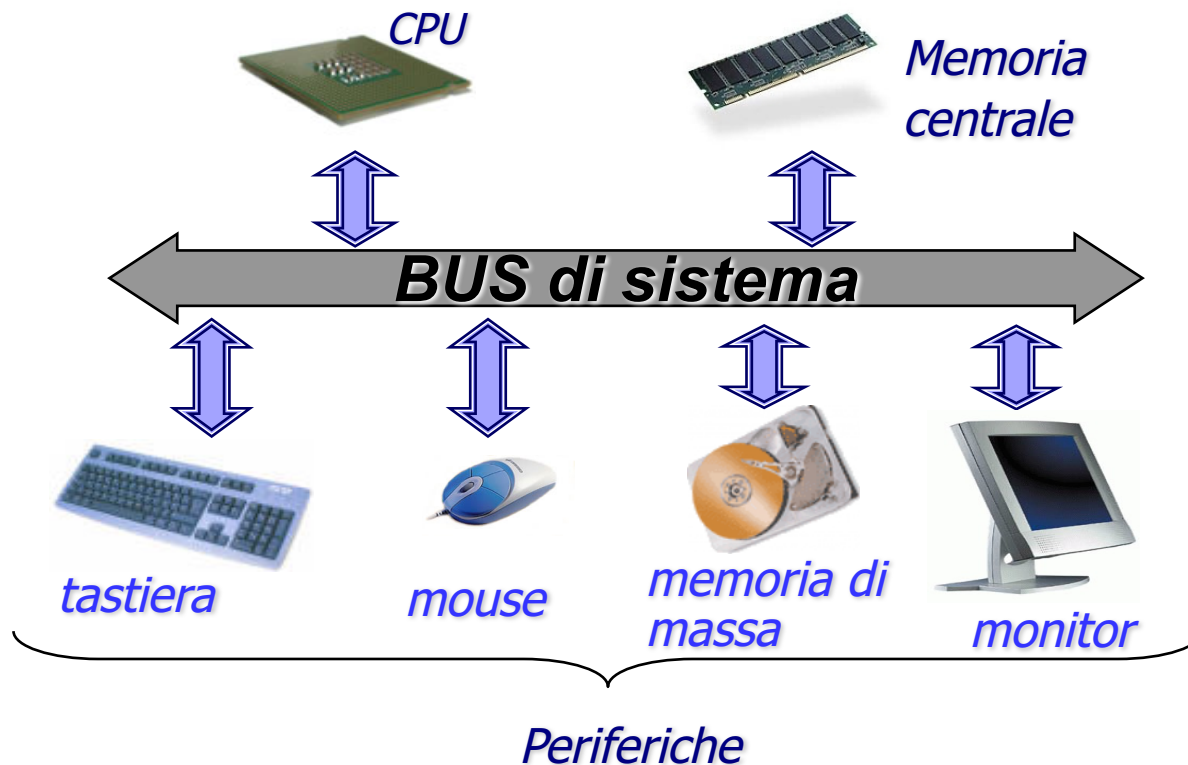 CPU
Memoria
centrale
BUS di sistema
tastiera
mouse
memoria di
massa
monitor
Periferiche